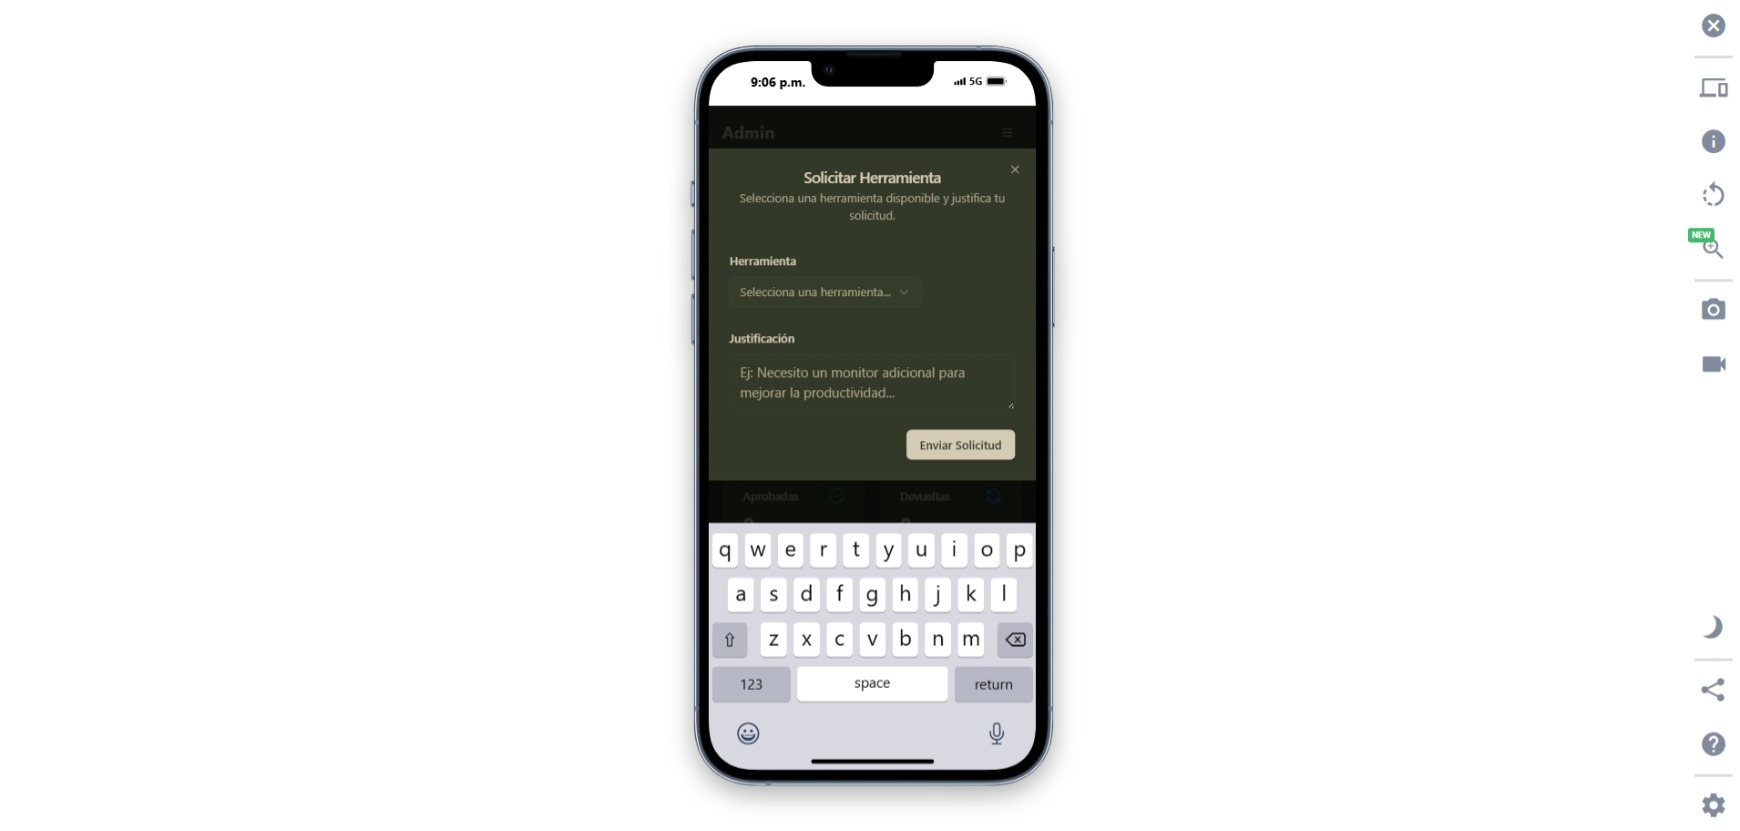 9:06 p.m.
5G
Admin
Solicitar Herramienta
Selecciona una herramienta disponible y justifica tu
solicitud.
Herramienta
Selecciona una herramienta...
Justificación
Ej: Necesito un monitor adicional para
mejorar la productividad...
Enviar Solicitud
Aprobadas
Devueltas
q w e r t y u i o p
a s d f g h j k l
z x c v b n m
123
space
return
NEW